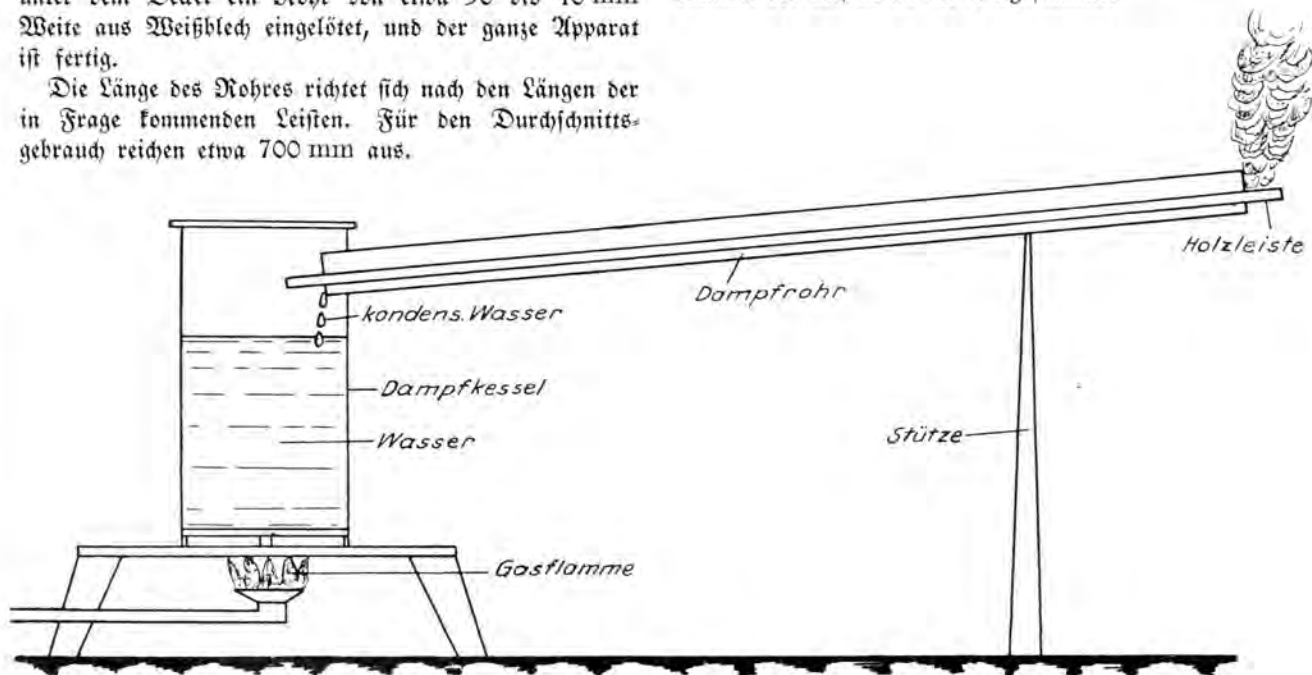 Weite aus Weißblech eingelötet, und der ganze Apparat
ist fertig.
Die Länge des Rohres richtet sich nach den Längen der
in Frage kommenden Leisten. Für den Durchschnitts-
gebrauch reichen etwa 700 mm aus.
Holzleiste
Dampfrohr
kondens. Wasser
Dampfkessel
Wasser
Stütze
Gasflamme